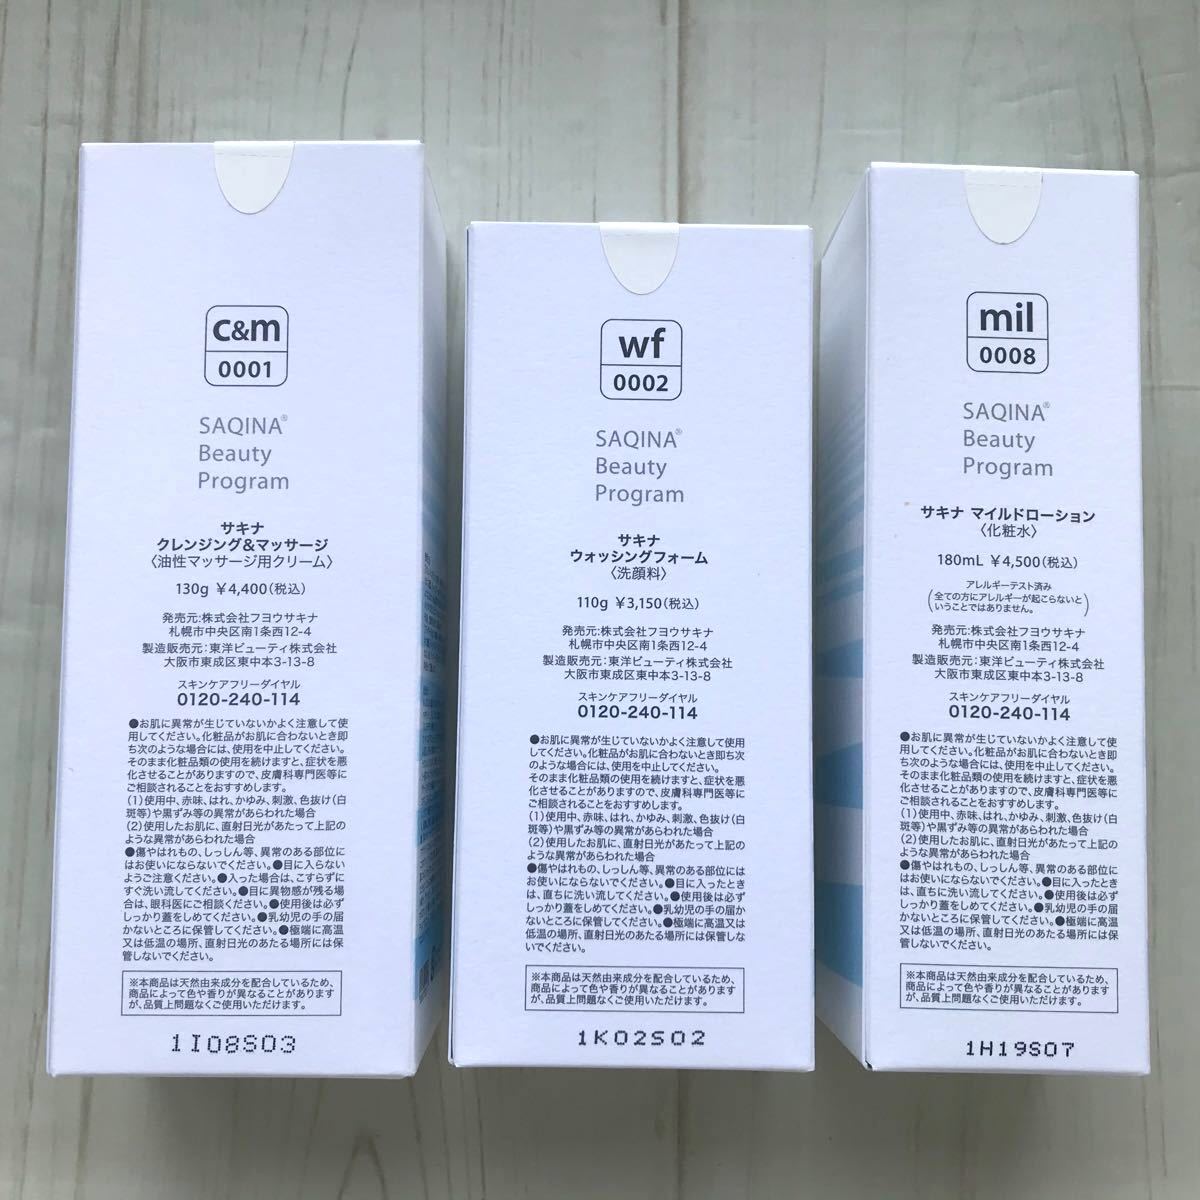 c&m
0001
SAQINA®
Beauty
Program
サキナ
クレンジング&マッサージ
〈油性マッサージ用クリーム〉
130g ¥4,400(税込)
発売元:株式会社フヨウサキナ
札幌市中央区南1条西12-4
製造販売元:東洋ビューティ株式会社
大阪市東成区東中本3-13-8
スキンケアフリーダイヤル
0120-240-114
●お肌に異常が生じていないかよく注意して使
用してください。化粧品がお肌に合わないとき即
ち次のような場合には、使用を中止してください。
そのまま化粧品類の使用を続けますと、症状を悪
化させることがありますので、皮膚科専門医等に
ご相談されることをおすすめします。
(1)使用中、赤味、はれ、かゆみ、刺激、色抜け(白
斑等)や黒ずみ等の異常があらわれた場合
(2)使用したお肌に、直射日光があたって上記の
ような異常があらわれた場合
●傷やはれもの、しっしん等、異常のある部位に
はお使いにならないでください。●目に入らない
ようご注意ください。●入った場合は、こすらずに
すぐ洗い流してください。●目に異物感が残る場
合は、眼科医にご相談ください。●使用後は必ず
しっかり蓋をしめてください。●乳幼児の手の届
かないところに保管してください。●極端に高温
又は低温の場所、直射日光のあたる場所には保
管しないでください。
※本商品は天然由来成分を配合しているため、
商品によって色や香りが異なることがあります
が、品質上問題なくご使用いただけます。
1I08S03
wf
0002
SAQINA®
Beauty
Program
サキナ
ウォッシングフォーム
〈洗顔料〉
110g ¥3,150(税込)
発売元:株式会社フヨウサキナ
札幌市中央区南1条西12-4
製造販売元:東洋ビューティ株式会社
大阪市東成区東中本3-13-8
スキンケアフリーダイヤル
0120-240-114
●お肌に異常が生じていないかよく注意して使用
してください。化粧品がお肌に合わないとき即ち次
のような場合には、使用を中止してください。
そのまま化粧品類の使用を続けますと、症状を悪
化させることがありますので、皮膚科専門医等に
ご相談されることをおすすめします。
(1)使用中、赤味、はれ、かゆみ、刺激、色抜け(白
斑等)や黒ずみ等の異常があらわれた場合
(2)使用したお肌に、直射日光があたって上記の
ような異常があらわれた場合
●傷やはれもの、しっしん等、異常のある部位には
お使いにならないでください。●目に入ったとき
は、直ちに洗い流してください。●使用後は必ず
しっかり蓋をしめてください。●乳幼児の手の届か
ないところに保管してください。●極端に高温又
は低温の場所、直射日光のあたる場所には保管しな
いでください。
※本商品は天然由来成分を配合しているため、
商品によって色や香りが異なることがあります
が、品質上問題なくご使用いただけます。
1K02S02
mil
0008
SAQINA®
Beauty
Program
サキナ マイルドローション
〈化粧水〉
180mL ¥4,500(税込)
アレルギーテスト済み
(全ての方にアレルギーが起こらないと
いうことではありません。)
発売元:株式会社フヨウサキナ
札幌市中央区南1条西12-4
製造販売元:東洋ビューティ株式会社
大阪市東成区東中本3-13-8
スキンケアフリーダイヤル
0120-240-114
●お肌に異常が生じていないかよく注意して使用
してください。化粧品がお肌に合わないとき即ち次
のような場合には、使用を中止してください。
そのまま化粧品類の使用を続けますと、症状を悪
化させることがありますので、皮膚科専門医等に
ご相談されることをおすすめします。
(1)使用中、赤味、はれ、かゆみ、刺激、色抜け(白
斑等)や黒ずみ等の異常があらわれた場合
(2)使用したお肌に、直射日光があたって上記の
ような異常があらわれた場合
●傷やはれもの、しっしん等、異常のある部位に
はお使いにならないでください。●目に入ったとき
は、直ちに洗い流してください。●使用後は必ず
しっかり蓋をしめてください。●乳幼児の手の届
かないところに保管してください。●極端に高温
又は低温の場所、直射日光のあたる場所には保管
しないでください。
※本商品は天然由来成分を配合しているため、
商品によって色や香りが異なることがあります
が、品質上問題なくご使用いただけます。
1H19S07